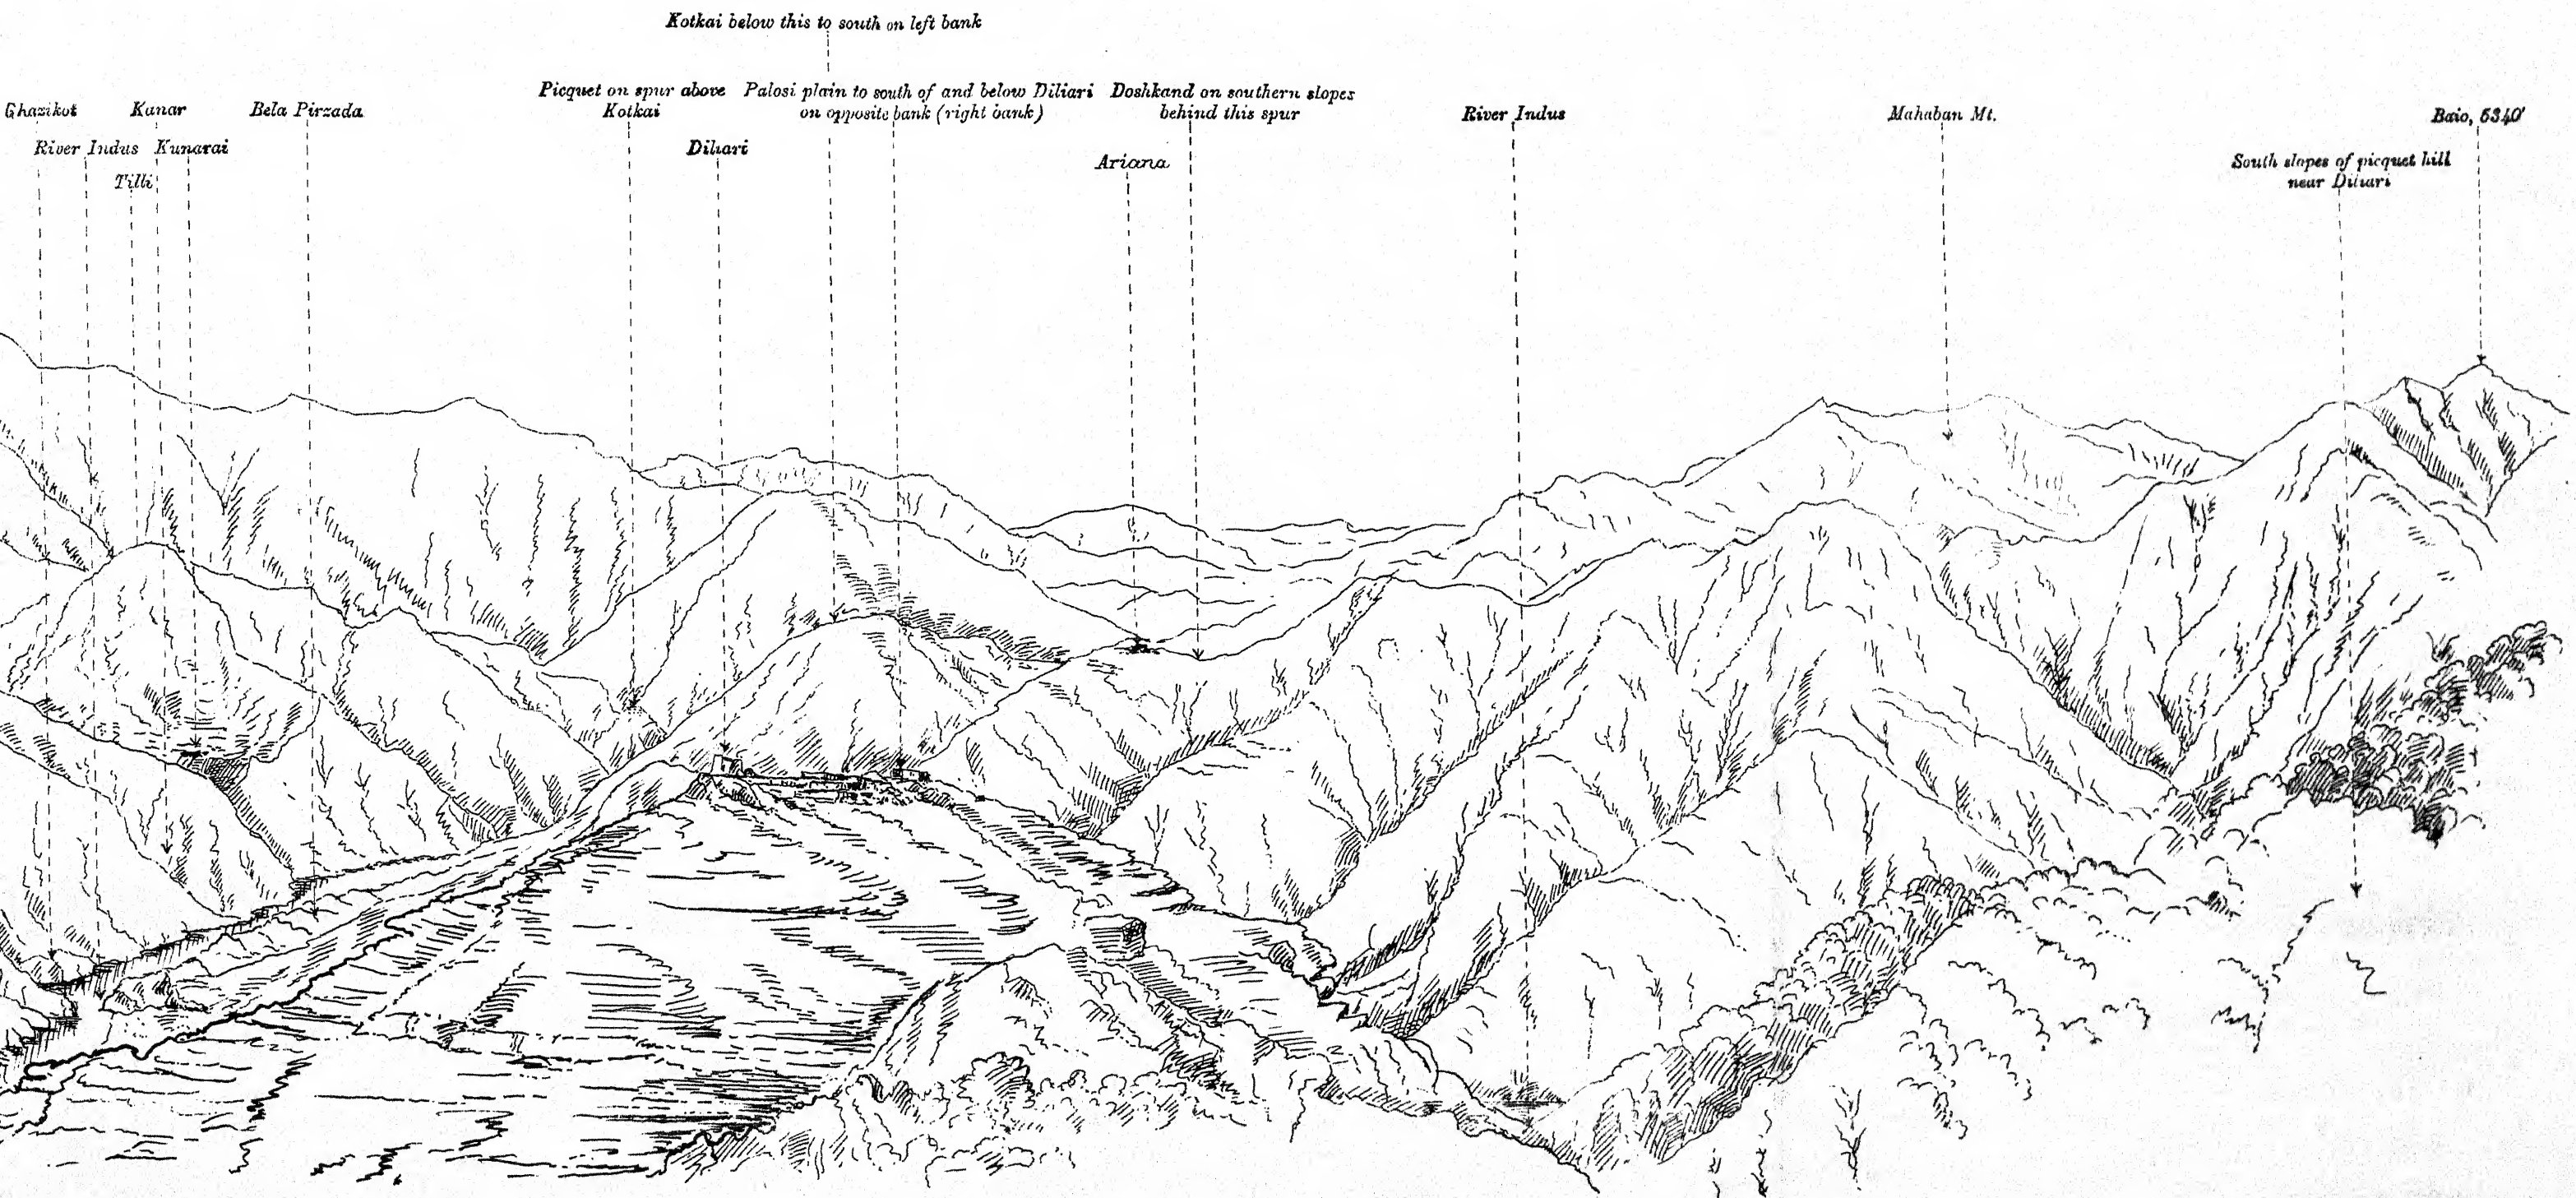 Kotkai below this to south on left bank
Picquet on spur above
Kotkai
Palosi plain to south of and below Diliari
on opposite bank (right bank)
Doshkand on southern slopes
behind this spur
Ghazikot
Kunar
Bela Pirzada
River Indus
Mahaban Mt.
Baio, 5340'
River Indus
Kunarai
Diliari
Ariana
South slopes of picquet hill
near Diliari
Tilli